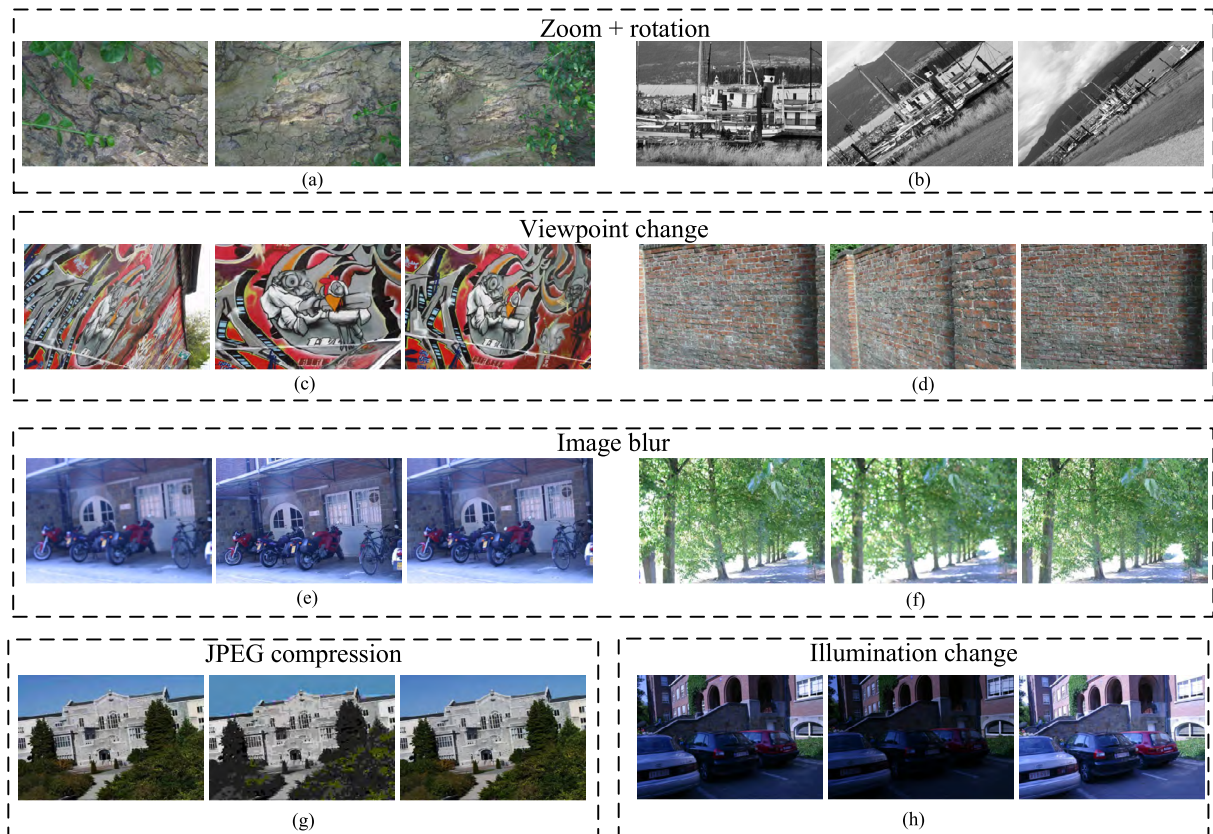 Zoom + rotation
(a)
(b)
Viewpoint change
(c)
(d)
Image blur
(e)
(f)
JPEG compression
Illumination change
(g)
(h)